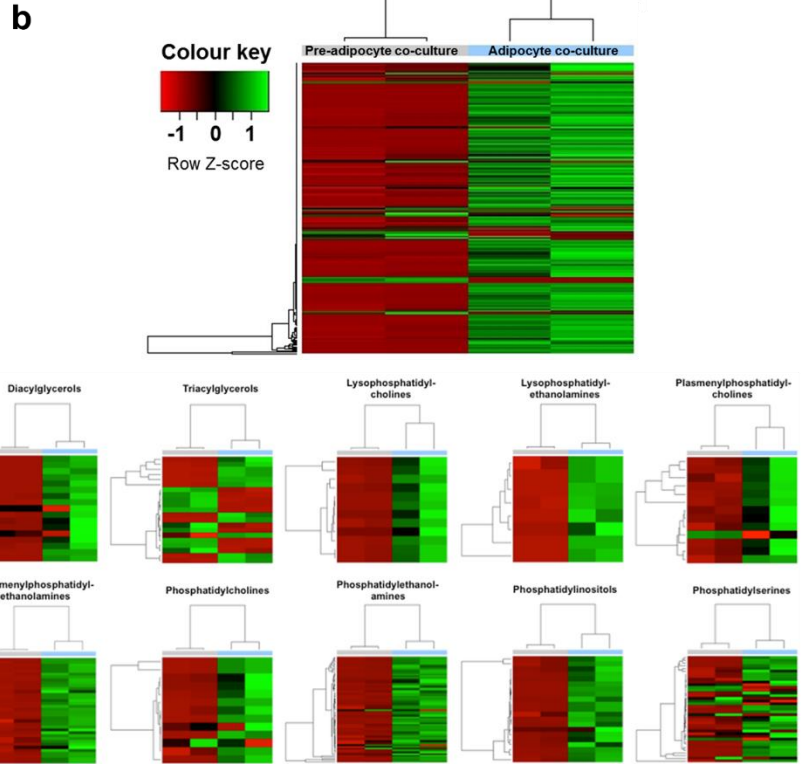 b
Colour key
-1 0 1
Row Z-score
Pre-adipocyte co-culture Adipocyte co-culture
Diacylglycerols
Triacylglycerols
Lysophosphatidyl-
cholines
Lysophosphatidyl-
ethanolamines
Plasmenylphosphatidyl-
cholines
menylphosphatidyl-
ethanolamines
Phosphatidylcholines
Phosphatidylethanol-
amines
Phosphatidylinositols
Phosphatidylserines